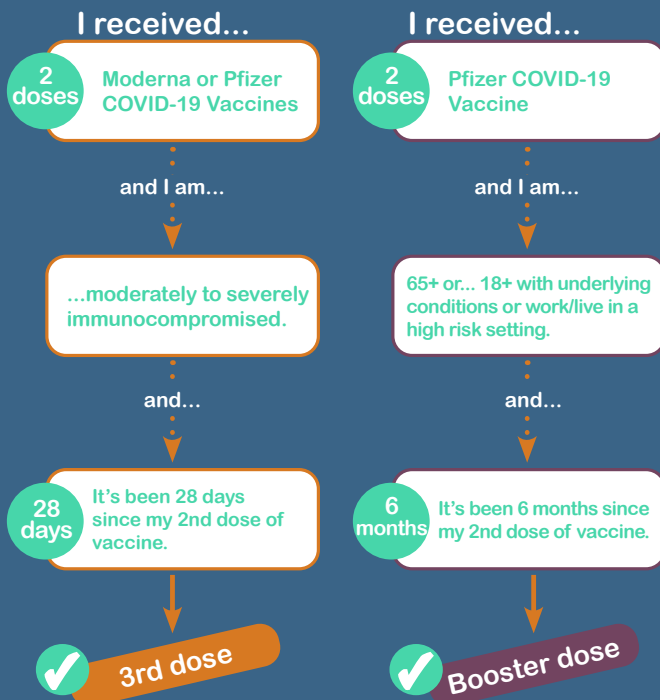 I received...
2
doses
Moderna or Pfizer
COVID-19 Vaccines
and I am...
...moderately to severely
immunocompromised.
and...
28
days
It's been 28 days
since my 2nd dose of
vaccine.
3rd dose
I received...
2
doses
Pfizer COVID-19
Vaccine
and I am...
65+ or... 18+ with underlying
conditions or work/live in a
high risk setting.
and...
6
months
It's been 6 months since
my 2nd dose of vaccine.
Booster dose